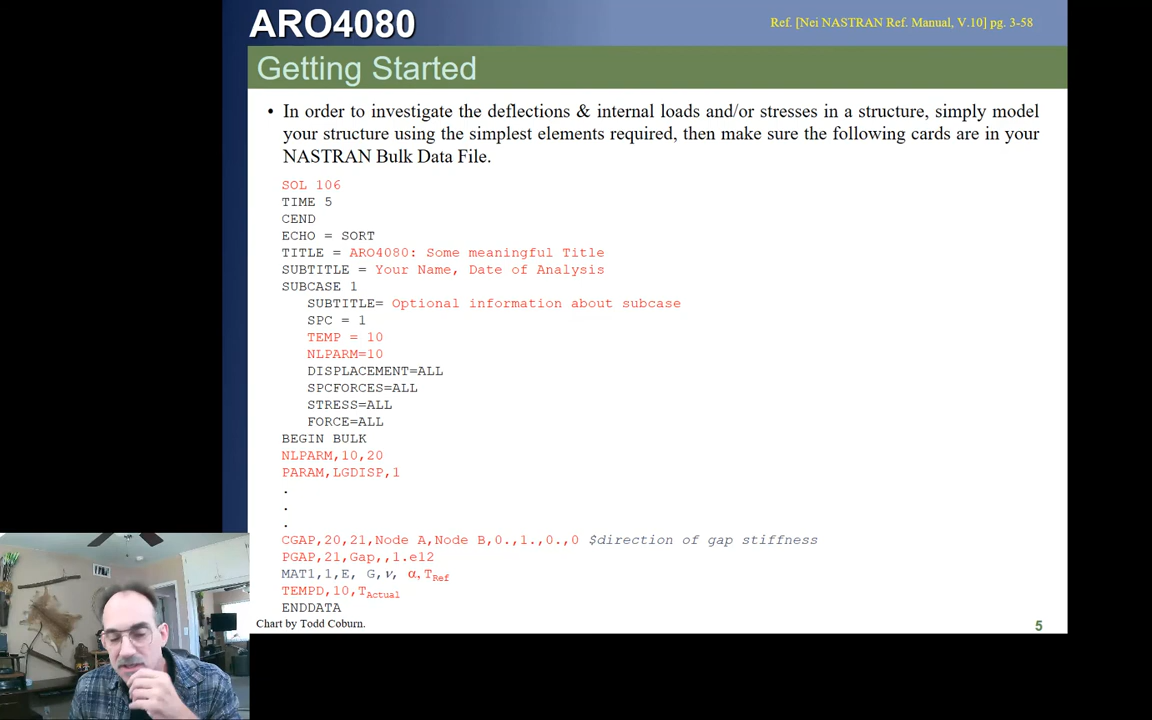 ARO4080
Ref. [Nei NASTRAN Ref. Manual, V.10] pg. 3-58
Getting Started
• In order to investigate the deflections & internal loads and/or stresses in a structure, simply model
your structure using the simplest elements required, then make sure the following cards are in your
NASTRAN Bulk Data File.
SOL 106
TIME 5
CEND
ECHO = SORT
TITLE = ARO4080: Some meaningful Title
SUBTITLE = Your Name, Date of Analysis
SUBCASE 1
SUBTITLE= Optional information about subcase
SPC = 1
TEMP = 10
NLPARM=10
DISPLACEMENT=ALL
SPCFORCES=ALL
STRESS=ALL
FORCE=ALL
BEGIN BULK
NLPARM,10,20
PARAM,LGDISP,1
.
.
.
CGAP,20,21,Node A,Node B,0.,1.,0.,0 $direction of gap stiffness
PGAP,21,Gap,,1.e12
MAT1,1,E, G,ν, α,TRef
TEMPD,10,TActual
ENDDATA
Chart by Todd Coburn.
5